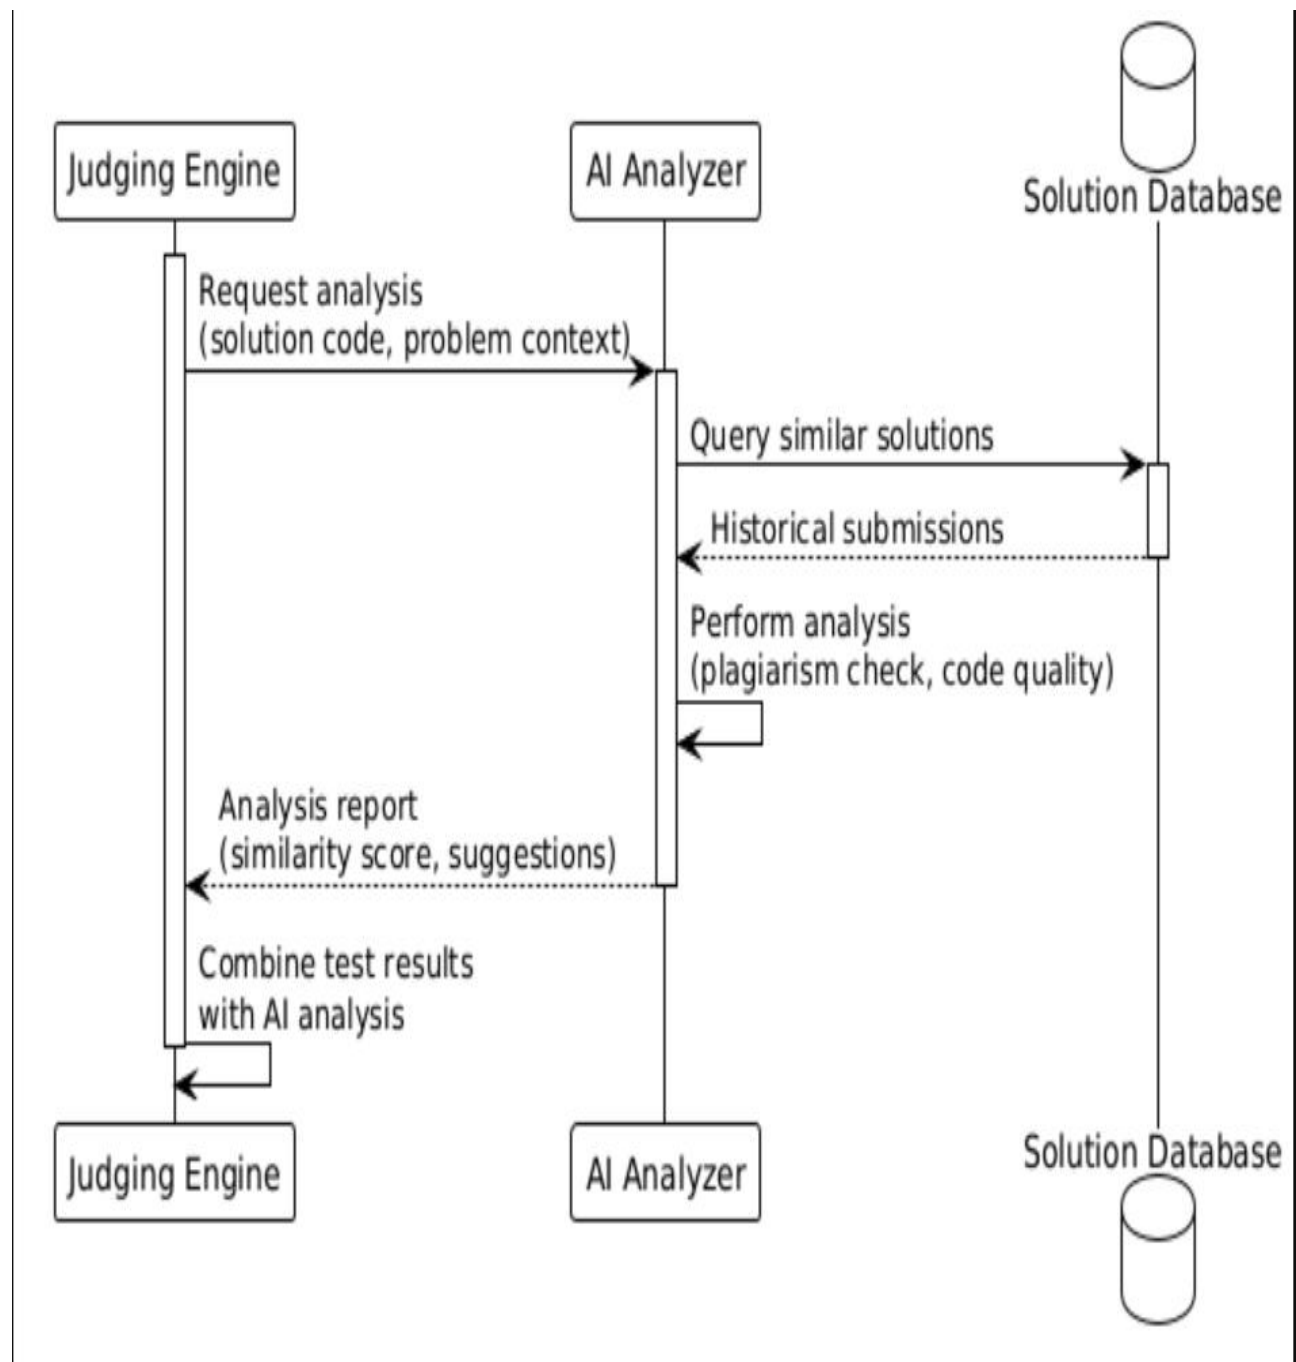 Judging Engine
AI Analyzer
Solution Database
Request analysis
(solution code, problem context)
Query similar solutions
Historical submissions
Perform analysis
(plagiarism check, code quality)
Analysis report
(similarity score, suggestions)
Combine test results
with AI analysis
Judging Engine
AI Analyzer
Solution Database